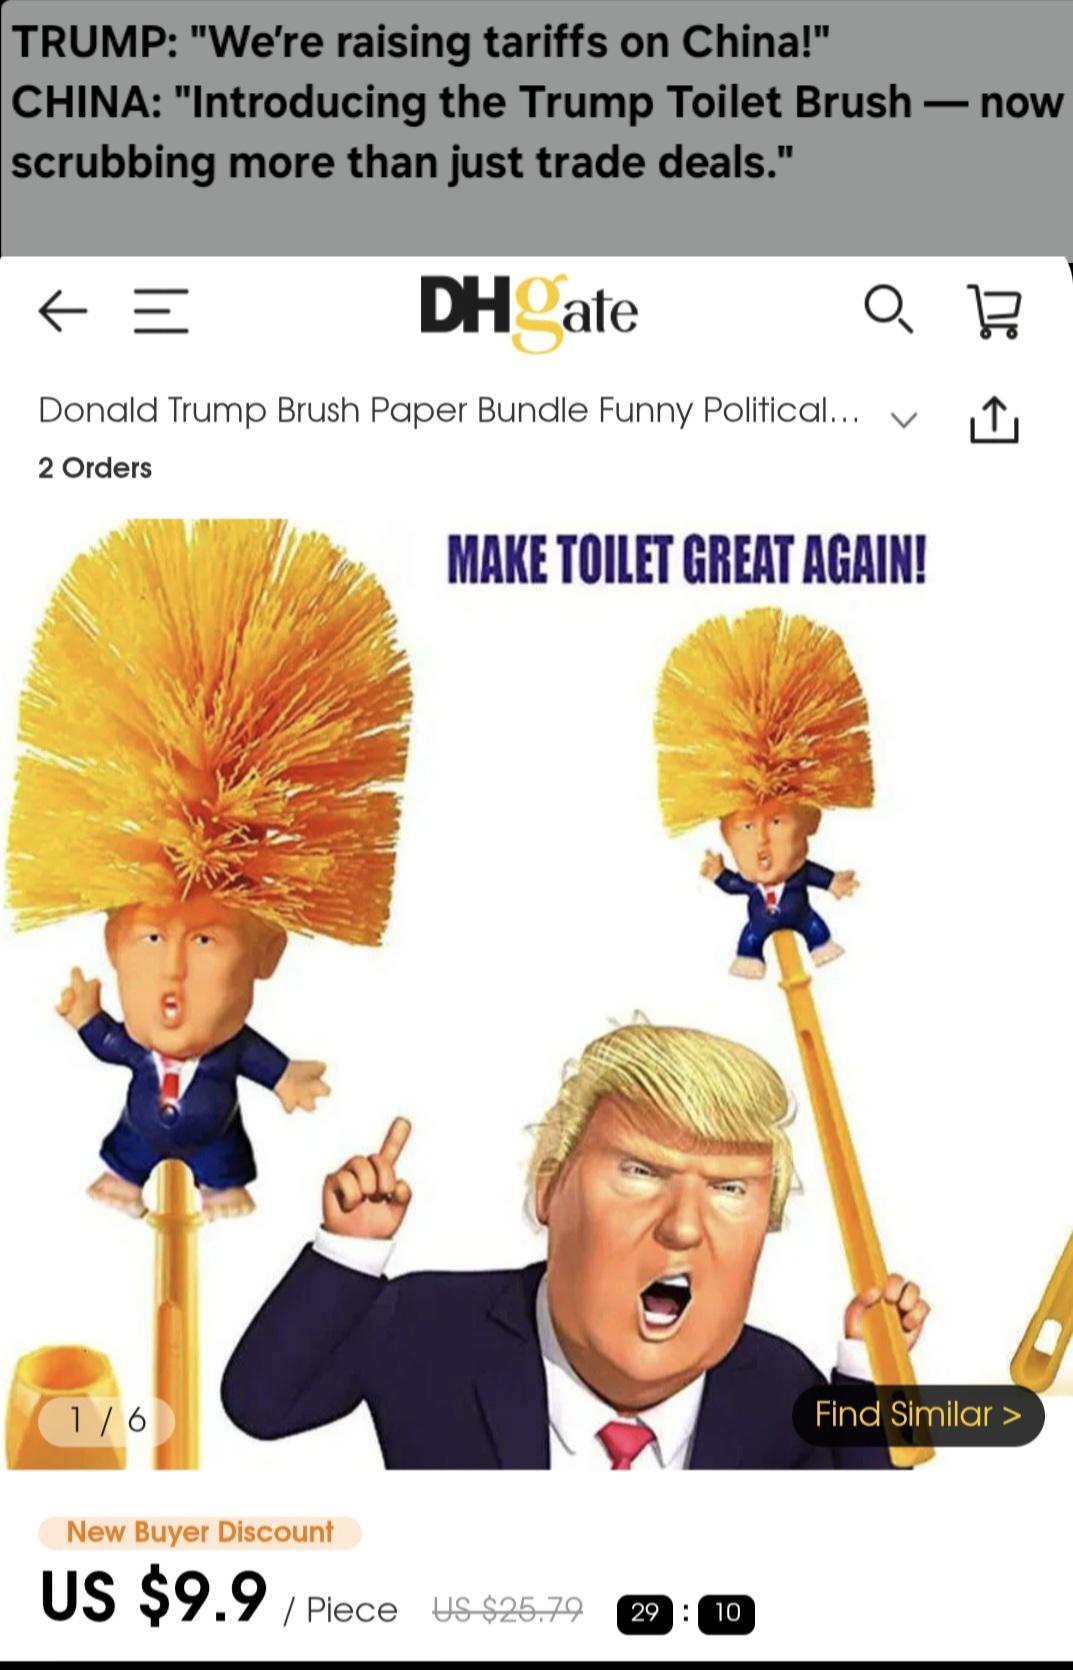 TRUMP: "We're raising tariffs on China!"
CHINA: "Introducing the Trump Toilet Brush — now
scrubbing more than just trade deals."
DHgate
Donald Trump Brush Paper Bundle Funny Political...
2 Orders
MAKE TOILET GREAT AGAIN!
1 / 6
Find Similar >
New Buyer Discount
US $9.9 / Piece US $25.79 29 : 10